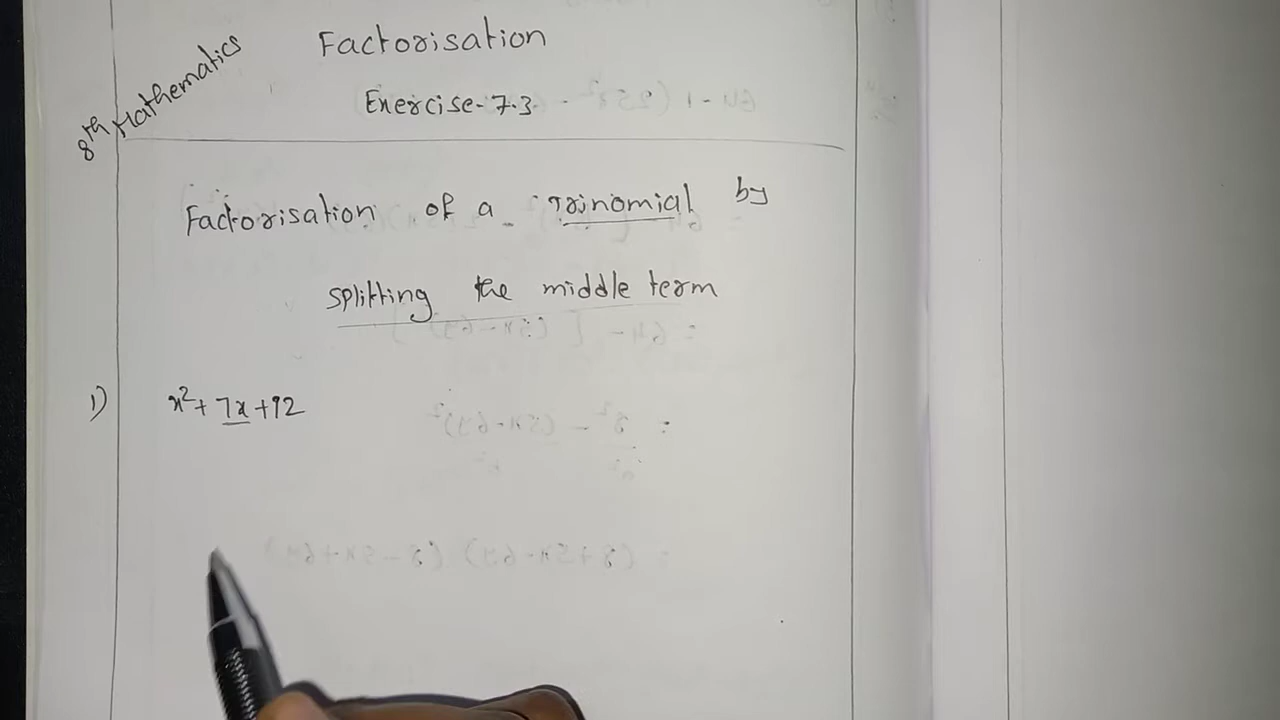 8th Mathematics
Factorisation
Exercise-7.3
Factorisation of a Trinomial by
splitting the middle term
1) x²+7x+12